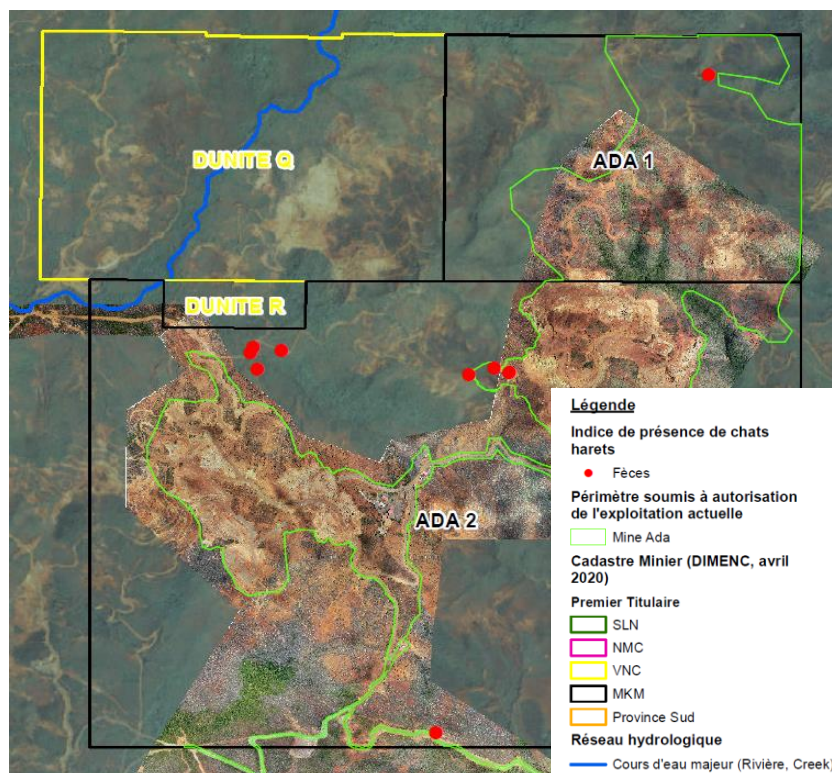 DUNITE Q
ADA 1
DUNITE R
ADA 2
Légende
Indice de présence de chats
harets
Fèces
Périmètre soumis à autorisation
de l'exploitation actuelle
Mine Ada
Cadastre Minier (DIMENC, avril
2020)
Premier Titulaire
SLN
NMC
VNC
MKM
Province Sud
Réseau hydrologique
Cours d'eau majeur (Rivière, Creek)